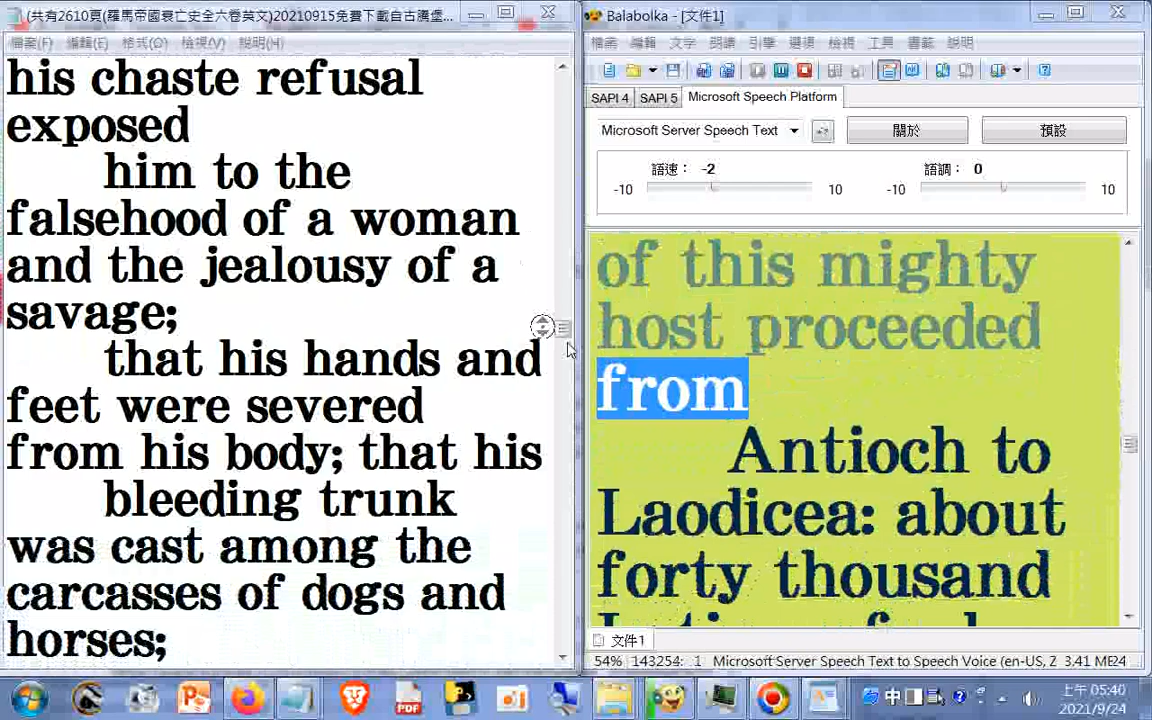 (共有2610頁(羅馬帝國衰亡史全六卷英文)20210915免費下載自古騰堡...
檔案(F) 編輯(E) 格式(O) 檢視(V) 說明(H)
his chaste refusal
exposed
him to the
falsehood of a woman
and the jealousy of a
savage;
that his hands and
feet were severed
from his body; that his
bleeding trunk
was cast among the
carcasses of dogs and
horses;
Balabolka - [文件1]
檔案 編輯 文字 朗讀 引擎 選項 檢視 工具 書籤 說明
SAPI 4 SAPI 5 Microsoft Speech Platform
Microsoft Server Speech Text 關於 預設
語速: -2 語調: 0
-10 10 -10 10
of this mighty
host proceeded
from
Antioch to
Laodicea: about
forty thousand
文件1
54% 143254: 1 Microsoft Server Speech Text to Speech Voice (en-US, Z 3,41 ME24
中
上午 05:40
2021/9/24